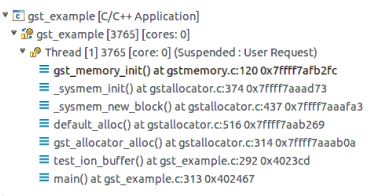 gst_example [C/C++ Application]
gst_example [3765] [cores: 0]
Thread [1] 3765 [core: 0] (Suspended : User Request)
gst_memory_init() at gstmemory.c:120 0x7ffff7afb2fc
_sysmem_init() at gstallocator.c:374 0x7ffff7aaad73
_sysmem_new_block() at gstallocator.c:437 0x7ffff7aaafa3
default_alloc() at gstallocator.c:516 0x7ffff7aab269
gst_allocator_alloc() at gstallocator.c:314 0x7ffff7aaab0a
test_ion_buffer() at gst_example.c:292 0x4023cd
main() at gst_example.c:313 0x402467